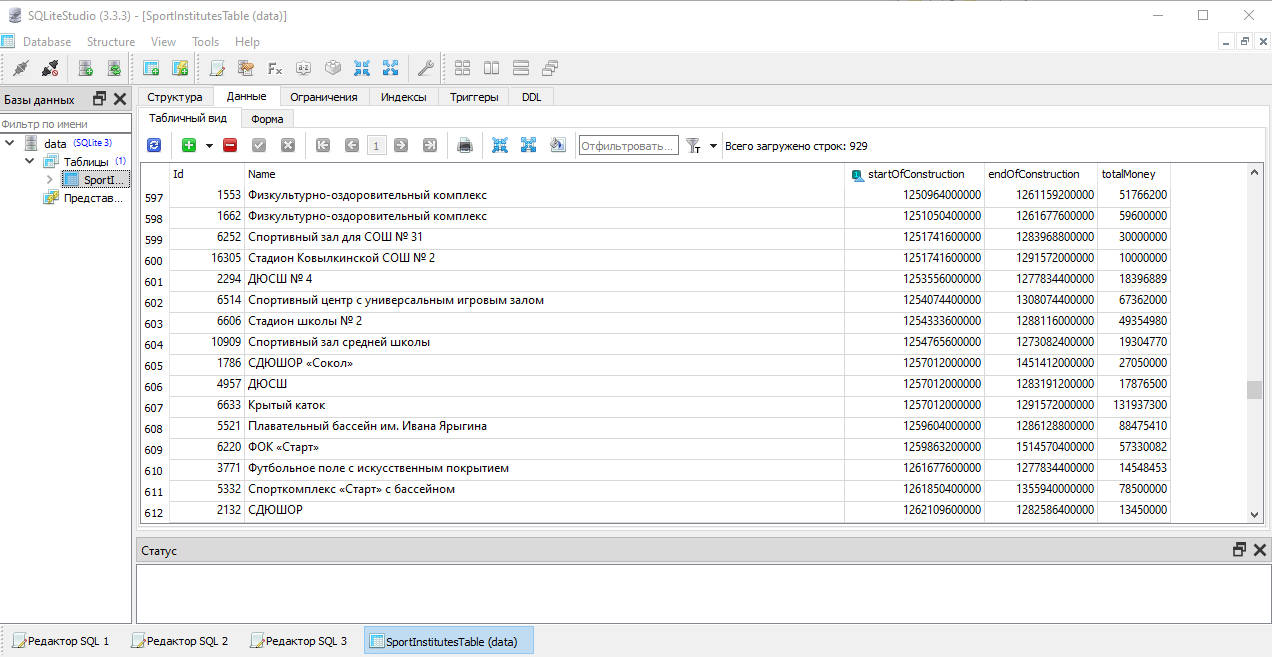 SQLiteStudio (3.3.3) - [SportInstitutesTable (data)]
Database Structure View Tools Help
Базы данных
Фильтр по имени
data (SQLite 3)
Таблицы (1)
SportI...
Представ...
Структура Данные Ограничения Индексы Триггеры DDL
Табличный вид Форма
1 Отфильтровать... Всего загружено строк: 929
Id Name 1 startOfConstruction endOfConstruction totalMoney
597 1553 Физкультурно-оздоровительный комплекс 1250964000000 1261159200000 51766200
598 1662 Физкультурно-оздоровительный комплекс 1251050400000 1261677600000 59600000
599 6252 Спортивный зал для СОШ № 31 1251741600000 1283968800000 30000000
600 16305 Стадион Ковылкинской СОШ № 2 1251741600000 1291572000000 10000000
601 2294 ДЮСШ № 4 1253556000000 1277834400000 18396889
602 6514 Спортивный центр с универсальным игровым залом 1254074400000 1308074400000 67362000
603 6606 Стадион школы № 2 1254333600000 1288116000000 49354980
604 10909 Спортивный зал средней школы 1254765600000 1273082400000 19304770
605 1786 СДЮШОР «Сокол» 1257012000000 1451412000000 27050000
606 4957 ДЮСШ 1257012000000 1283191200000 17876500
607 6633 Крытый каток 1257012000000 1291572000000 131937300
608 5521 Плавательный бассейн им. Ивана Ярыгина 1259604000000 1286128800000 88475410
609 6220 ФОК «Старт» 1259863200000 1514570400000 57330082
610 3771 Футбольное поле с искусственным покрытием 1261677600000 1277834400000 14548453
611 5332 Спорткомплекс «Старт» с бассейном 1261850400000 1355940000000 78500000
612 2132 СДЮШОР 1262109600000 1282586400000 13450000
Статус
Редактор SQL 1 Редактор SQL 2 Редактор SQL 3 SportInstitutesTable (data)